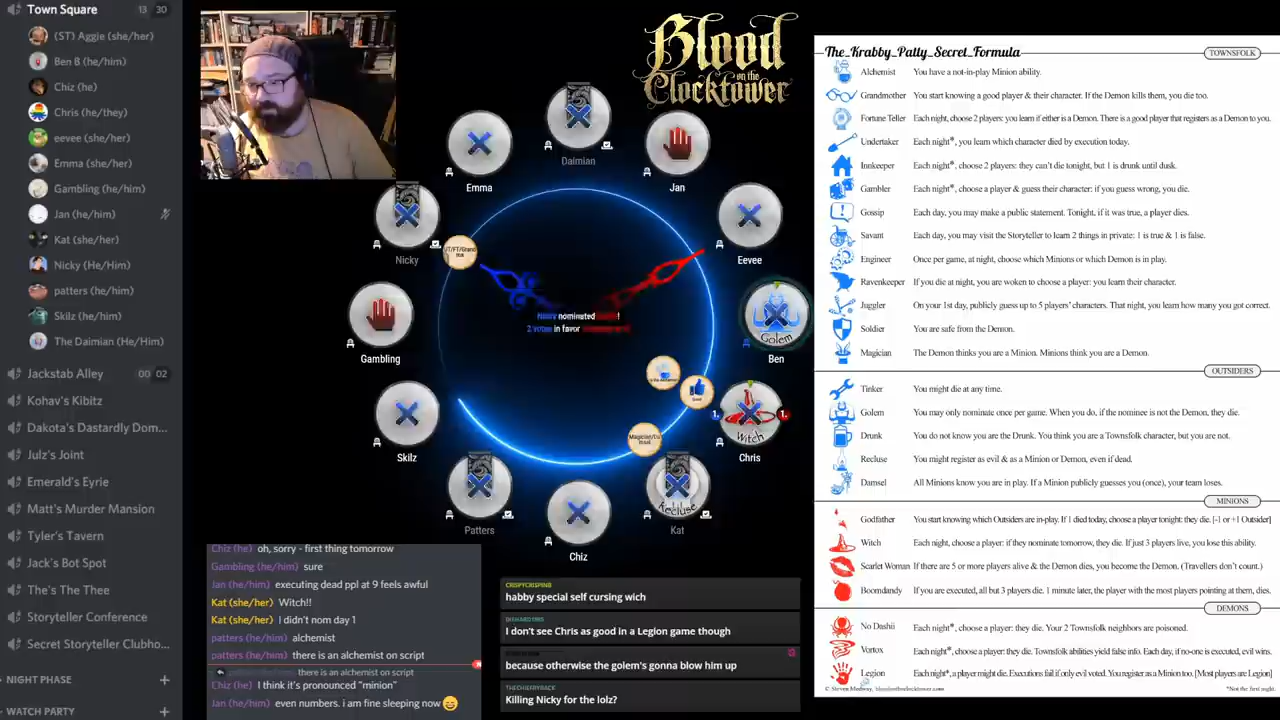 Town Square
13 30
(ST) Aggie (she/her)
Ben B (he/him)
Chiz (he)
Chris (he/they)
eevee (she/her)
Emma (she/her)
Gambling (he/him)
Jan (he/him)
Kat (she/her)
Nicky (He/Him)
patters (he/him)
Skilz (he/him)
The Daimian (He/Him)
Jackstab Alley
00 02
Kohav's Kibitz
Dakota's Dastardly Dom...
Julz's Joint
Emerald's Eyrie
Matt's Murder Mansion
Tyler's Tavern
Jack's Bot Spot
The's The Thee
Storyteller Conference
Secret Storyteller Clubho...
NIGHT PHASE
WATCH PARTY
Blood
on the
Clocktower
Daimian
Emma
Jan
Nicky
Eevee
Gambling
Golem
Ben
nominated
2 votes in favor
Skilz
Witch
Chris
Patters
Recluse
Kat
Chiz
Chiz (he) oh, sorry - first thing tomorrow
Gambling (he/him) sure
Jan (he/him) executing dead ppl at 9 feels awful
Kat (she/her) Witch!!
Kat (she/her) I didn't nom day 1
patters (he/him) alchemist
patters (he/him) there is an alchemist on script
there is an alchemist on script
Chiz (he) I think it's pronounced "minion"
Jan (he/him) even numbers. i am fine sleeping now
CRISPYCRISPIN8
habby special self cursing wich
I don't see Chris as good in a Legion game though
because otherwise the golem's gonna blow him up
Killing Nicky for the lolz?
The_Krabby_Patty_Secret_Formula
TOWNSFOLK
Alchemist You have a not-in-play Minion ability.
Grandmother You start knowing a good player & their character. If the Demon kills them, you die too.
Fortune Teller Each night, choose 2 players: you learn if either is a Demon. There is a good player that registers as a Demon to you.
Undertaker Each night*, you learn which character died by execution today.
Innkeeper Each night*, choose 2 players: they can't die tonight, but 1 is drunk until dusk.
Gambler Each night*, choose a player & guess their character: if you guess wrong, you die.
Gossip Each day, you may make a public statement. Tonight, if it was true, a player dies.
Savant Each day, you may visit the Storyteller to learn 2 things in private: 1 is true & 1 is false.
Engineer Once per game, at night, choose which Minions or which Demon is in play.
Ravenkeeper If you die at night, you are woken to choose a player: you learn their character.
Juggler On your 1st day, publicly guess up to 5 players' characters. That night, you learn how many you got correct.
Soldier You are safe from the Demon.
Magician The Demon thinks you are a Minion. Minions think you are a Demon.
OUTSIDERS
Tinker You might die at any time.
Golem You may only nominate once per game. When you do, if the nominee is not the Demon, they die.
Drunk You do not know you are the Drunk. You think you are a Townsfolk character, but you are not.
Recluse You might register as evil & as a Minion or Demon, even if dead.
Damsel All Minions know you are in play. If a Minion publicly guesses you (once), your team loses.
MINIONS
Godfather You start knowing which Outsiders are in-play. If 1 died today, choose a player tonight: they die. [-1 or +1 Outsider]
Witch Each night, choose a player: if they nominate tomorrow, they die. If just 3 players live, you lose this ability.
Scarlet Woman If there are 5 or more players alive & the Demon dies, you become the Demon. (Travellers don't count.)
Boomdandy If you are executed, all but 3 players die. 1 minute later, the player with the most players pointing at them, dies.
DEMONS
No Dashii Each night*, choose a player: they die. Your 2 Townsfolk neighbors are poisoned.
Vortox Each night*, choose a player: they die. Townsfolk abilities yield false info. Each day, if no-one is executed, evil wins.
Legion Each night*, a player might die. Executions fail if only evil voted. You register as a Minion too. [Most players are Legion]
© Steven Medway, bloodontheclocktower.com
*Not the first night.